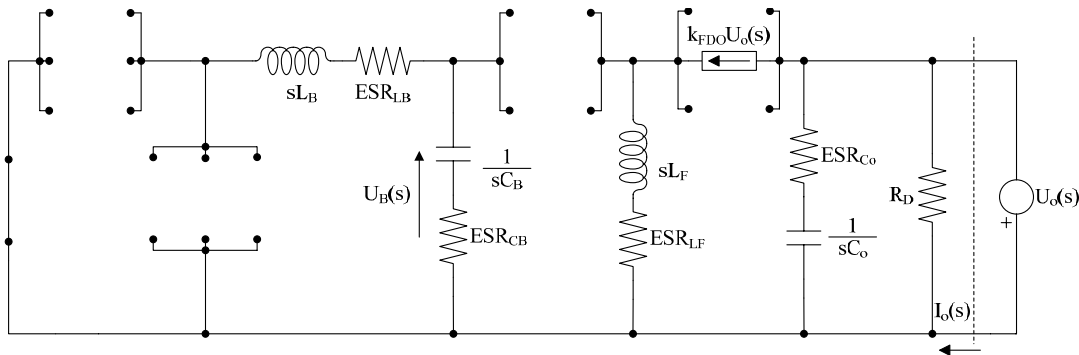 k_FDO U_o(s)
sL_B
ESR_LB
1
sC_B
U_B(s)
ESR_CB
sL_F
ESR_LF
ESR_Co
1
sC_o
R_D
U_o(s)
+
I_o(s)